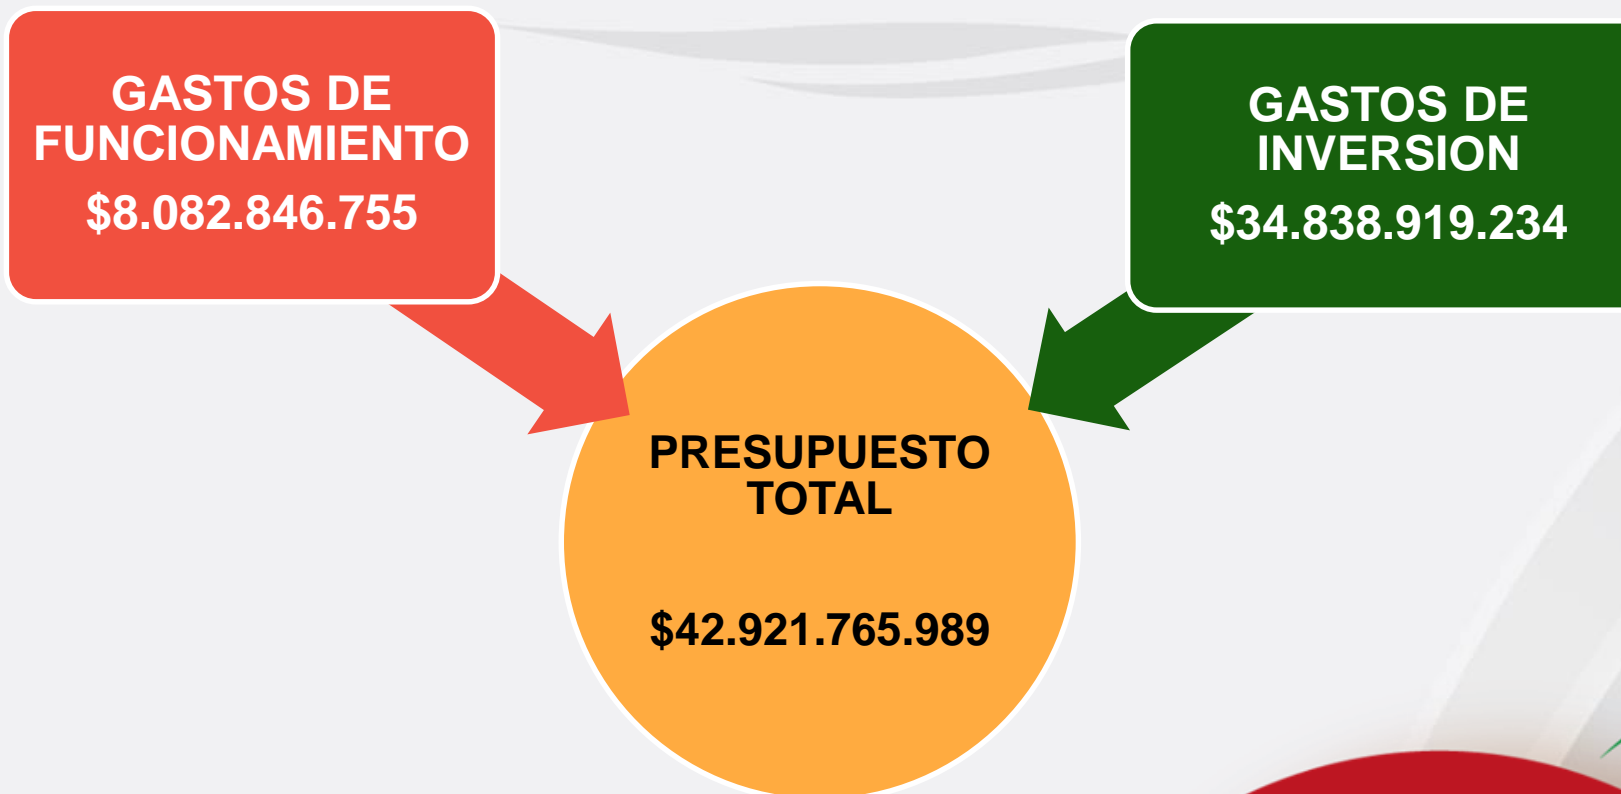 GASTOS DE
FUNCIONAMIENTO
$8.082.846.755
GASTOS DE
INVERSION
$34.838.919.234
PRESUPUESTO
TOTAL
$42.921.765.989